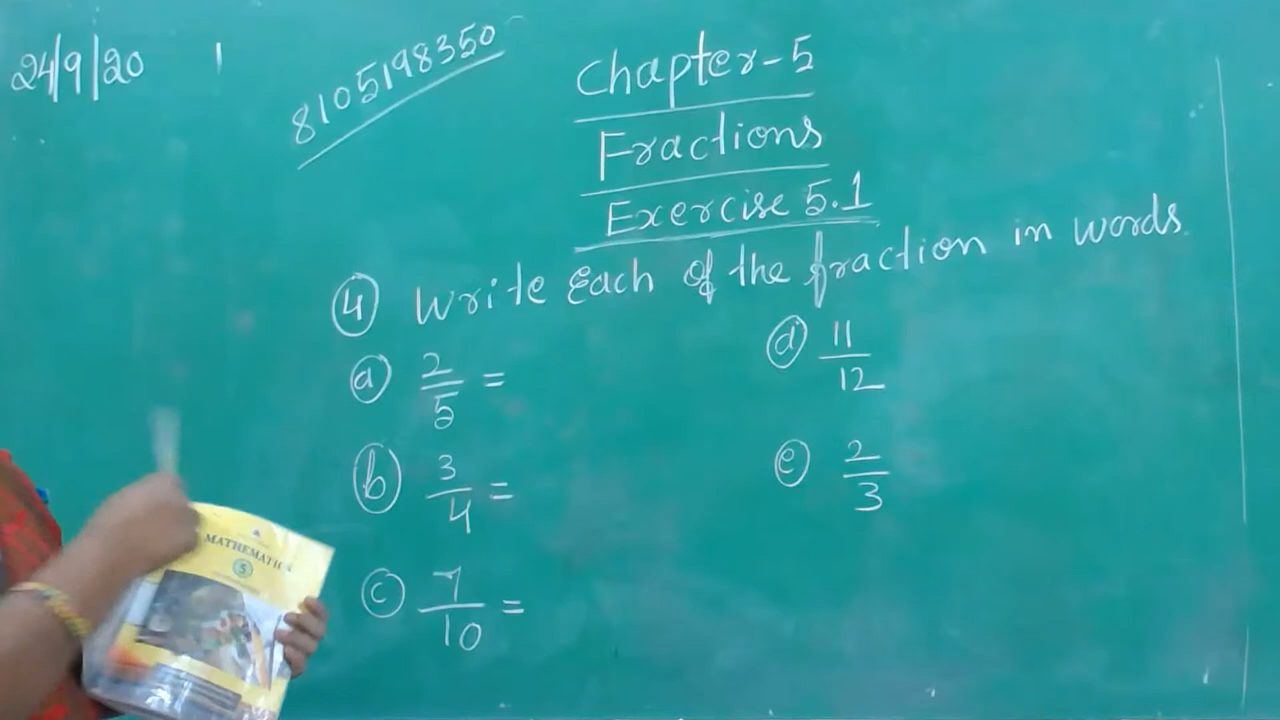 24/9/20
8105198350
Chapter-5
Fractions
Exercise 5.1
4 Write Each of the fraction in words.
a 2/5 =
b 3/4 =
c 7/10 =
d 11/12
e 2/3
MATHEMATICS
5